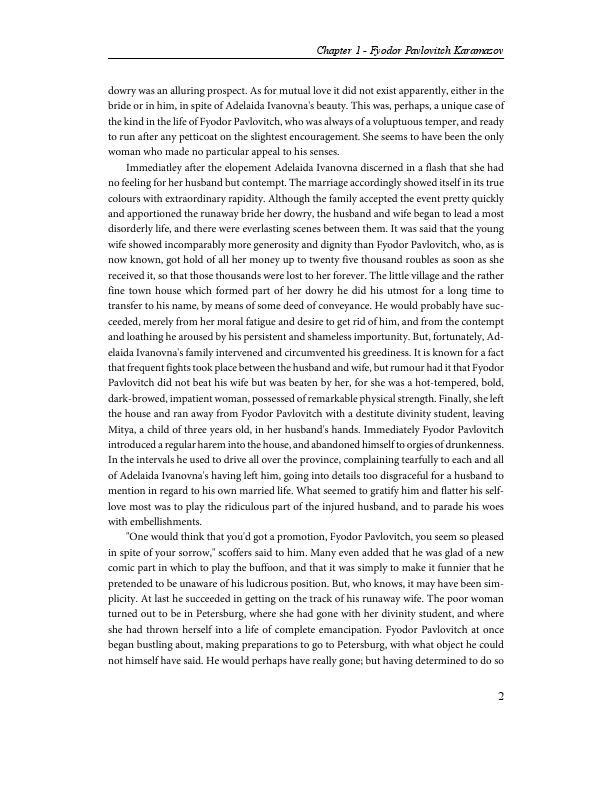 Chapter 1 - Fyodor Pavlovitch Karamazov
dowry was an alluring prospect. As for mutual love it did not exist apparently, either in the
bride or in him, in spite of Adelaida Ivanovna's beauty. This was, perhaps, a unique case of
the kind in the life of Fyodor Pavlovitch, who was always of a voluptuous temper, and ready
to run after any petticoat on the slightest encouragement. She seems to have been the only
woman who made no particular appeal to his senses.
Immediatley after the elopement Adelaida Ivanovna discerned in a flash that she had
no feeling for her husband but contempt. The marriage accordingly showed itself in its true
colours with extraordinary rapidity. Although the family accepted the event pretty quickly
and apportioned the runaway bride her dowry, the husband and wife began to lead a most
disorderly life, and there were everlasting scenes between them. It was said that the young
wife showed incomparably more generosity and dignity than Fyodor Pavlovitch, who, as is
now known, got hold of all her money up to twenty five thousand roubles as soon as she
received it, so that those thousands were lost to her forever. The little village and the rather
fine town house which formed part of her dowry he did his utmost for a long time to
transfer to his name, by means of some deed of conveyance. He would probably have suc-
ceeded, merely from her moral fatigue and desire to get rid of him, and from the contempt
and loathing he aroused by his persistent and shameless importunity. But, fortunately, Ad-
elaida Ivanovna's family intervened and circumvented his greediness. It is known for a fact
that frequent fights took place between the husband and wife, but rumour had it that Fyodor
Pavlovitch did not beat his wife but was beaten by her, for she was a hot-tempered, bold,
dark-browed, impatient woman, possessed of remarkable physical strength. Finally, she left
the house and ran away from Fyodor Pavlovitch with a destitute divinity student, leaving
Mitya, a child of three years old, in her husband's hands. Immediately Fyodor Pavlovitch
introduced a regular harem into the house, and abandoned himself to orgies of drunkenness.
In the intervals he used to drive all over the province, complaining tearfully to each and all
of Adelaida Ivanovna's having left him, going into details too disgraceful for a husband to
mention in regard to his own married life. What seemed to gratify him and flatter his self-
love most was to play the ridiculous part of the injured husband, and to parade his woes
with embellishments.
"One would think that you'd got a promotion, Fyodor Pavlovitch, you seem so pleased
in spite of your sorrow," scoffers said to him. Many even added that he was glad of a new
comic part in which to play the buffoon, and that it was simply to make it funnier that he
pretended to be unaware of his ludicrous position. But, who knows, it may have been sim-
plicity. At last he succeeded in getting on the track of his runaway wife. The poor woman
turned out to be in Petersburg, where she had gone with her divinity student, and where
she had thrown herself into a life of complete emancipation. Fyodor Pavlovitch at once
began bustling about, making preparations to go to Petersburg, with what object he could
not himself have said. He would perhaps have really gone; but having determined to do so
2